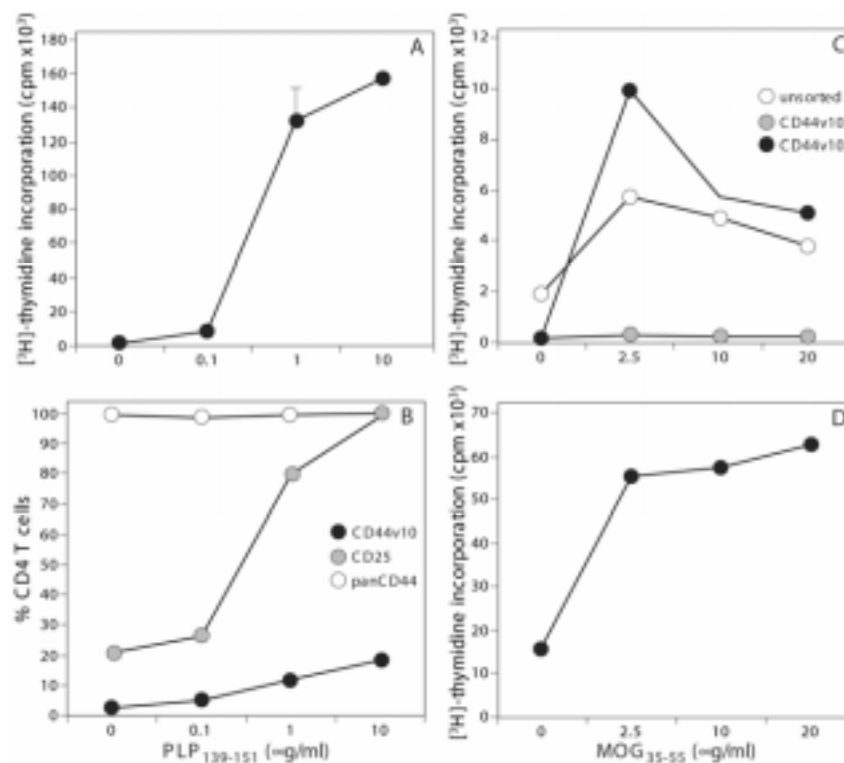 [³H]-thymidine incorporation (cpm x10³)
180
160
140
120
100
80
60
40
20
0
0 0.1 1 10
A
[³H]-thymidine incorporation (cpm x10³)
12
10
8
6
4
2
0
0 2.5 10 20
C
unsorted
CD44v10
CD44v10
% CD4 T cells
100
90
80
70
60
50
40
30
20
10
0
0 0.1 1 10
B
CD44v10
CD25
panCD44
PLP139-151 (∞g/ml)
[³H]-thymidine incorporation (cpm x10³)
70
60
50
40
30
20
10
0
0 2.5 10 20
D
MOG35-55 (∞g/ml)